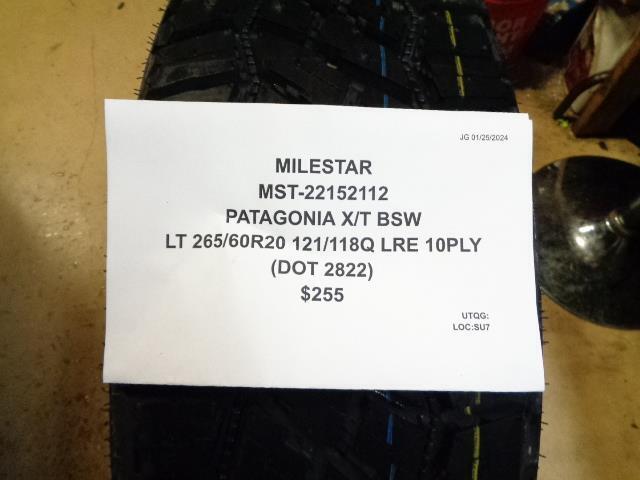 JG 01/25/2024
MILESTAR
MST-22152112
PATAGONIA X/T BSW
LT 265/60R20 121/118Q LRE 10PLY
(DOT 2822)
$255
UTQG:
LOC:SU7